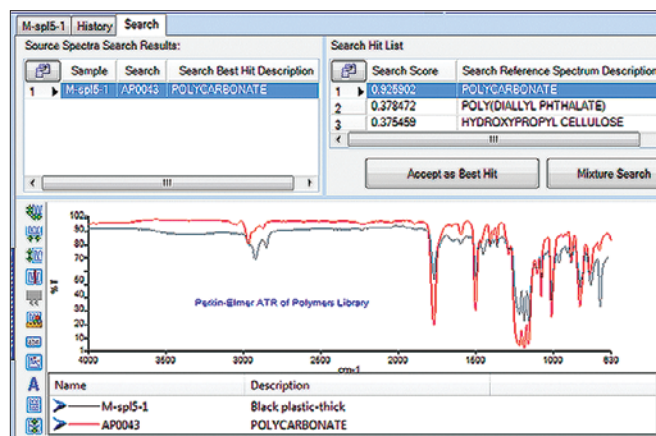 M-spl5-1 History Search
Source Spectra Search Results:
Sample Search Search Best Hit Description
1 M-spl5-1 AP0043 POLYCARBONATE
Search Hit List
Search Score Search Reference Spectrum Description
1 0.925902 POLYCARBONATE
2 0.378472 POLY(DIALLY PHTHALATE)
3 0.375459 HYDROXYPROPYL CELLULOSE
Accept as Best Hit Mixture Search
100
90
80
70
60
50
40
30
20
10
1
%T
Perkin-Elmer ATR of Polymers Library
4000 3500 3000 2500 2000 1500 1000 630
cm-1
Name Description
M-spl5-1 Black plastic-thick
AP0043 POLYCARBONATE